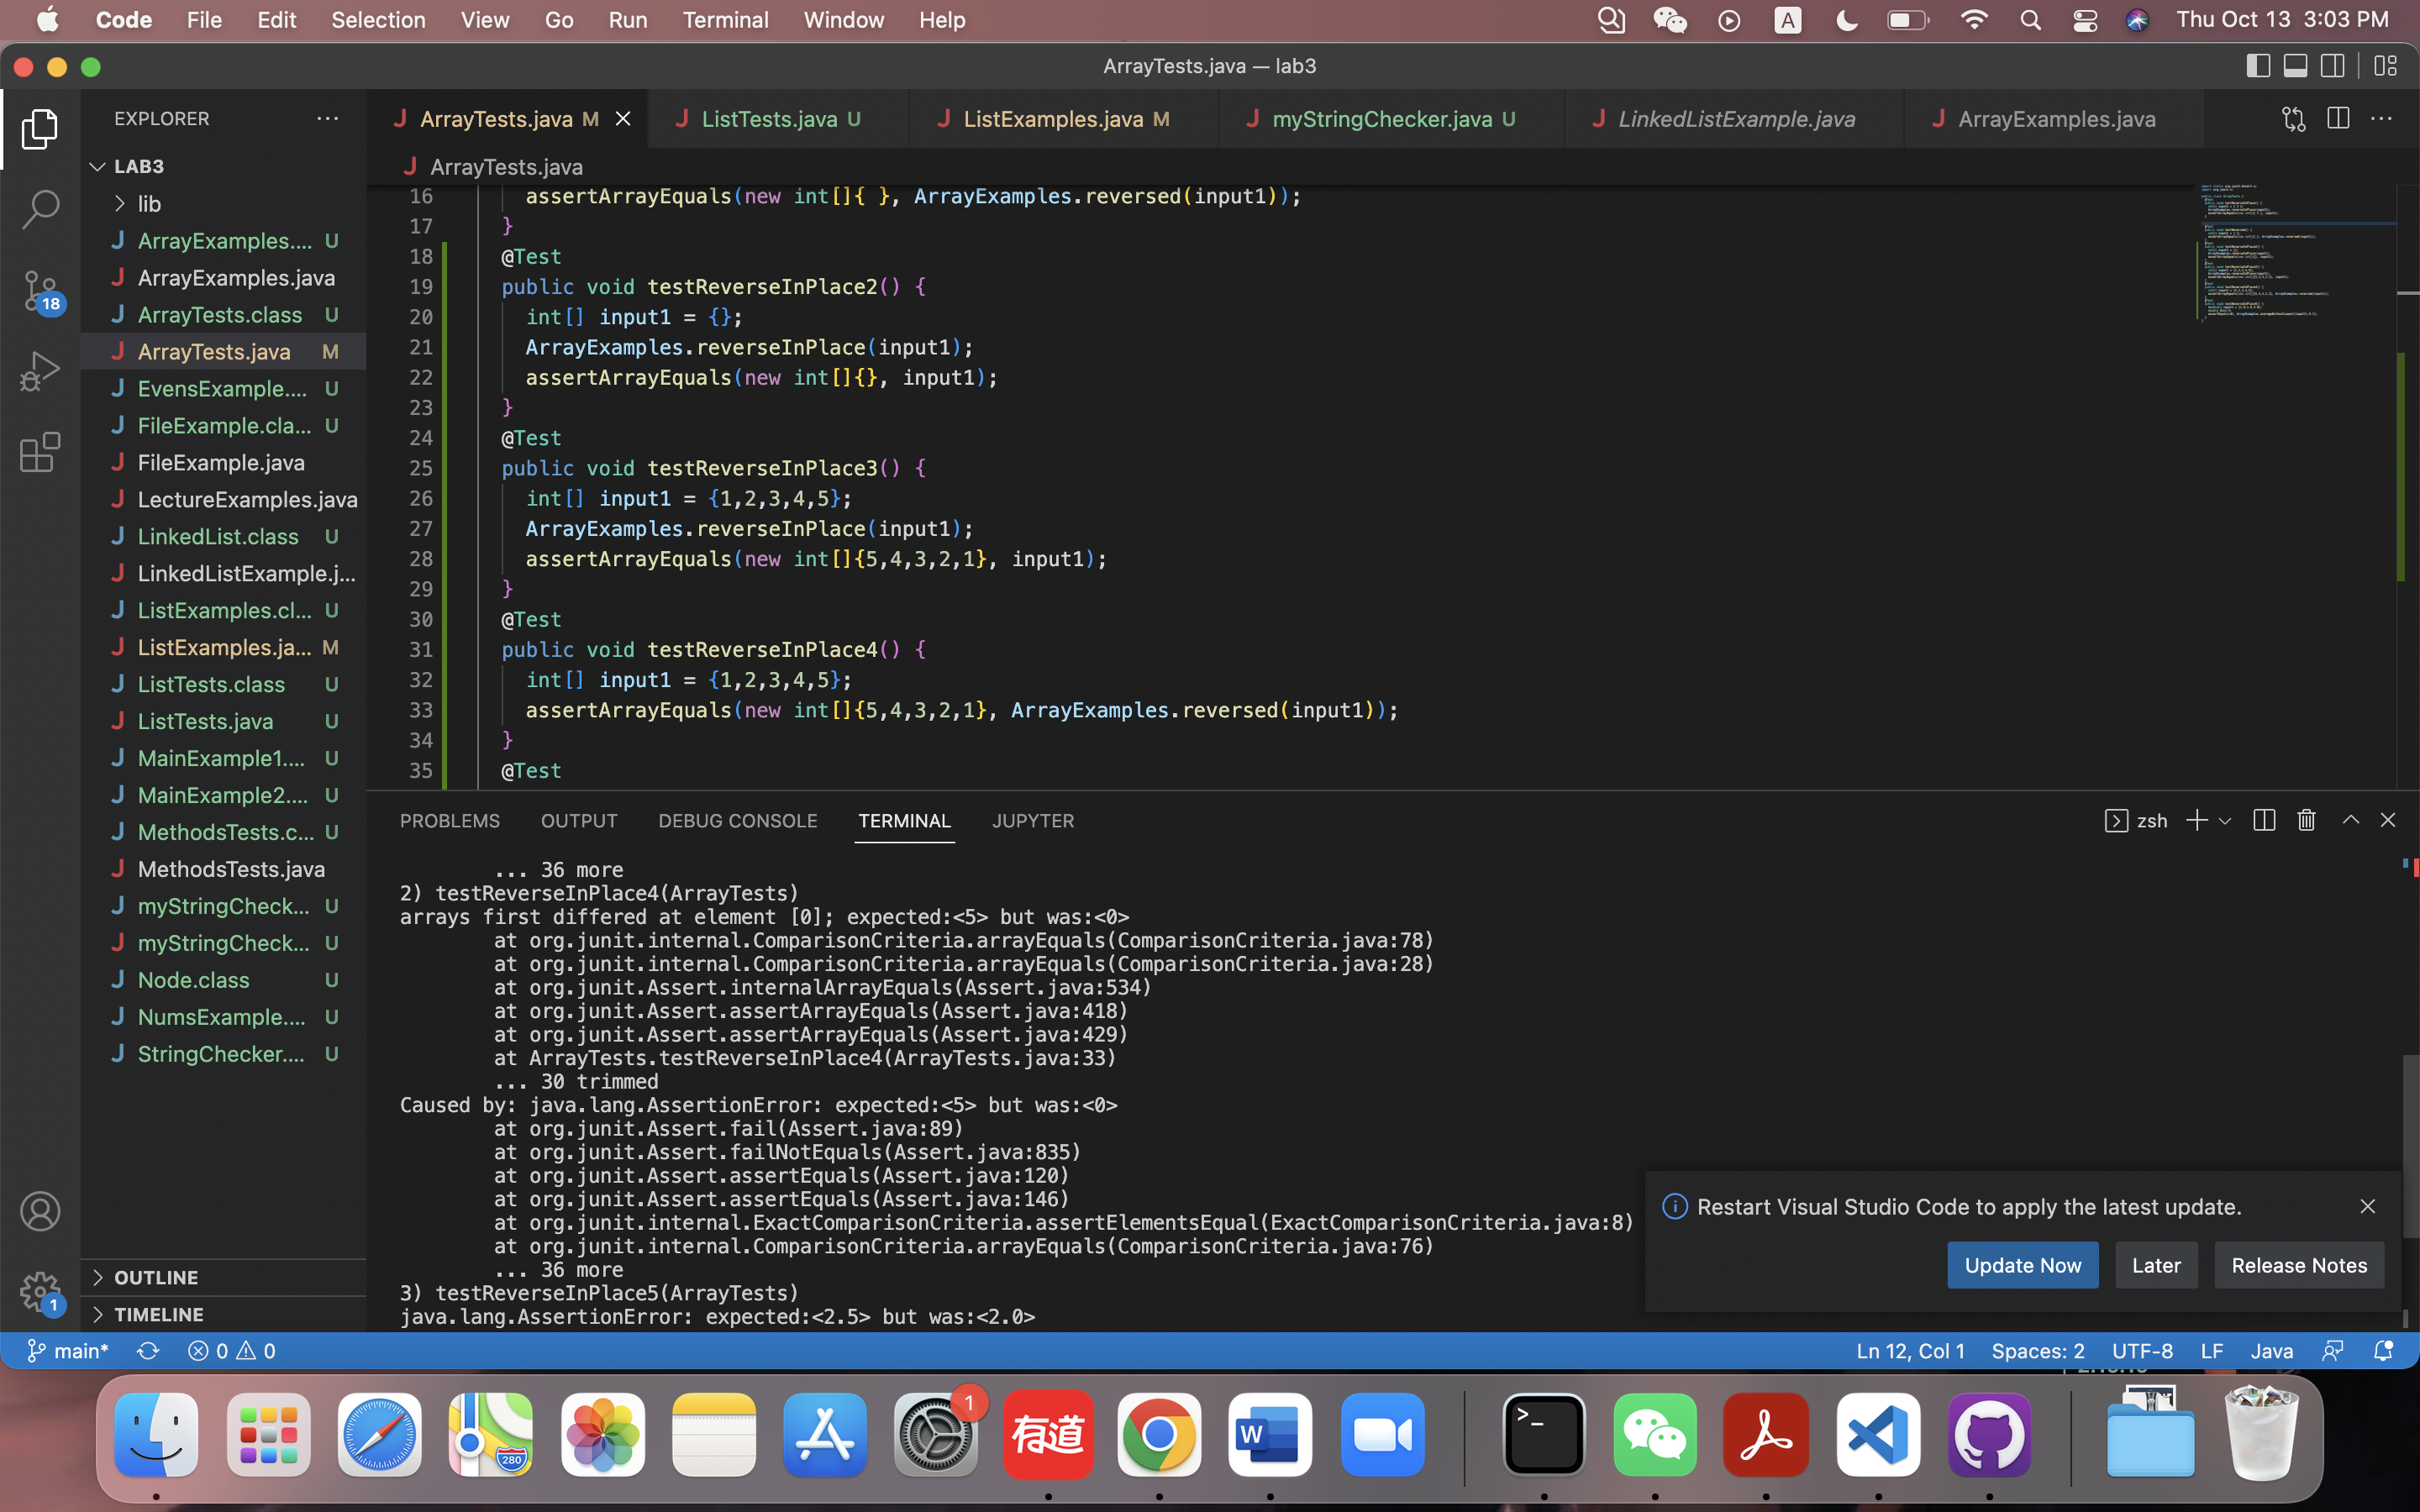 Code File Edit Selection View Go Run Terminal Window Help A Thu Oct 13 3:03 PM
ArrayTests.java — lab3
EXPLORER
ArrayTests.java M ListTests.java U ListExamples.java M myStringChecker.java U LinkedListExample.java ArrayExamples.java
ArrayTests.java
LAB3
lib
ArrayExamples.... U
ArrayExamples.java
ArrayTests.class U
ArrayTests.java M
EvensExample.... U
FileExample.cla... U
FileExample.java
LectureExamples.java
LinkedList.class U
LinkedListExample.j...
ListExamples.cl... U
ListExamples.ja... M
ListTests.class U
ListTests.java U
MainExample1.... U
MainExample2.... U
MethodsTests.c... U
MethodsTests.java
myStringCheck... U
myStringCheck... U
Node.class U
NumsExample.... U
StringChecker.... U
OUTLINE
TIMELINE
18
1
16 assertArrayEquals(new int[]{ }, ArrayExamples.reversed(input1));
17 }
18 @Test
19 public void testReverseInPlace2() {
20 int[] input1 = {};
21 ArrayExamples.reverseInPlace(input1);
22 assertArrayEquals(new int[]{}, input1);
23 }
24 @Test
25 public void testReverseInPlace3() {
26 int[] input1 = {1,2,3,4,5};
27 ArrayExamples.reverseInPlace(input1);
28 assertArrayEquals(new int[]{5,4,3,2,1}, input1);
29 }
30 @Test
31 public void testReverseInPlace4() {
32 int[] input1 = {1,2,3,4,5};
33 assertArrayEquals(new int[]{5,4,3,2,1}, ArrayExamples.reversed(input1));
34 }
35 @Test
PROBLEMS OUTPUT DEBUG CONSOLE TERMINAL JUPYTER zsh
... 36 more
2) testReverseInPlace4(ArrayTests)
arrays first differed at element [0]; expected:<5> but was:<0>
at org.junit.internal.ComparisonCriteria.arrayEquals(ComparisonCriteria.java:78)
at org.junit.internal.ComparisonCriteria.arrayEquals(ComparisonCriteria.java:28)
at org.junit.Assert.internalArrayEquals(Assert.java:534)
at org.junit.Assert.assertArrayEquals(Assert.java:418)
at org.junit.Assert.assertArrayEquals(Assert.java:429)
at ArrayTests.testReverseInPlace4(ArrayTests.java:33)
... 30 trimmed
Caused by: java.lang.AssertionError: expected:<5> but was:<0>
at org.junit.Assert.fail(Assert.java:89)
at org.junit.Assert.failNotEquals(Assert.java:835)
at org.junit.Assert.assertEquals(Assert.java:120)
at org.junit.Assert.assertEquals(Assert.java:146)
at org.junit.internal.ExactComparisonCriteria.assertElementsEqual(ExactComparisonCriteria.java:8)
at org.junit.internal.ComparisonCriteria.arrayEquals(ComparisonCriteria.java:76)
... 36 more
3) testReverseInPlace5(ArrayTests)
java.lang.AssertionError: expected:<2.5> but was:<2.0>
Restart Visual Studio Code to apply the latest update.
Update Now Later Release Notes
main* 0 0 Ln 12, Col 1 Spaces: 2 UTF-8 LF Java
280
1
有道
W